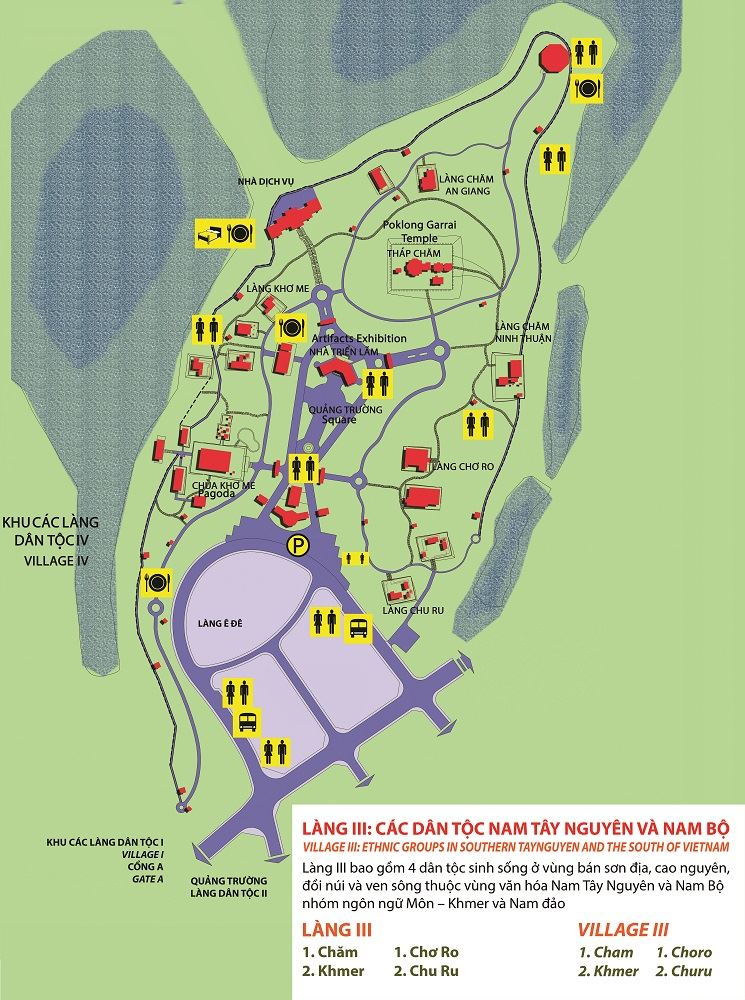 NHÀ DỊCH VỤ
LÀNG CHĂM
AN GIANG
Poklong Garrai
Temple
THÁP CHĂM
LÀNG KHƠ ME
LÀNG CHĂM
NINH THUẬN
Artifacts Exhibition
NHÀ TRIỂN LÃM
QUẢNG TRƯỜNG
Square
LÀNG CHƠ RO
CHÙA KHƠ ME
Pagoda
KHU CÁC LÀNG
DÂN TỘC IV
VILLAGE IV
P
LÀNG Ê ĐÊ
LÀNG CHU RU
KHU CÁC LÀNG DÂN TỘC I
VILLAGE I
CỔNG A
GATE A
QUẢNG TRƯỜNG
LÀNG DÂN TỘC II
LÀNG III: CÁC DÂN TỘC NAM TÂY NGUYÊN VÀ NAM BỘ
VILLAGE III: ETHNIC GROUPS IN SOUTHERN TAYNGUYEN AND THE SOUTH OF VIETNAM
Làng III bao gồm 4 dân tộc sinh sống ở vùng bán sơn địa, cao nguyên,
đồi núi và ven sông thuộc vùng văn hóa Nam Tây Nguyên và Nam Bộ
nhóm ngôn ngữ Môn – Khmer và Nam đảo
LÀNG III
1. Chăm 1. Chơ Ro
2. Khmer 2. Chu Ru
VILLAGE III
1. Cham 1. Choro
2. Khmer 2. Churu